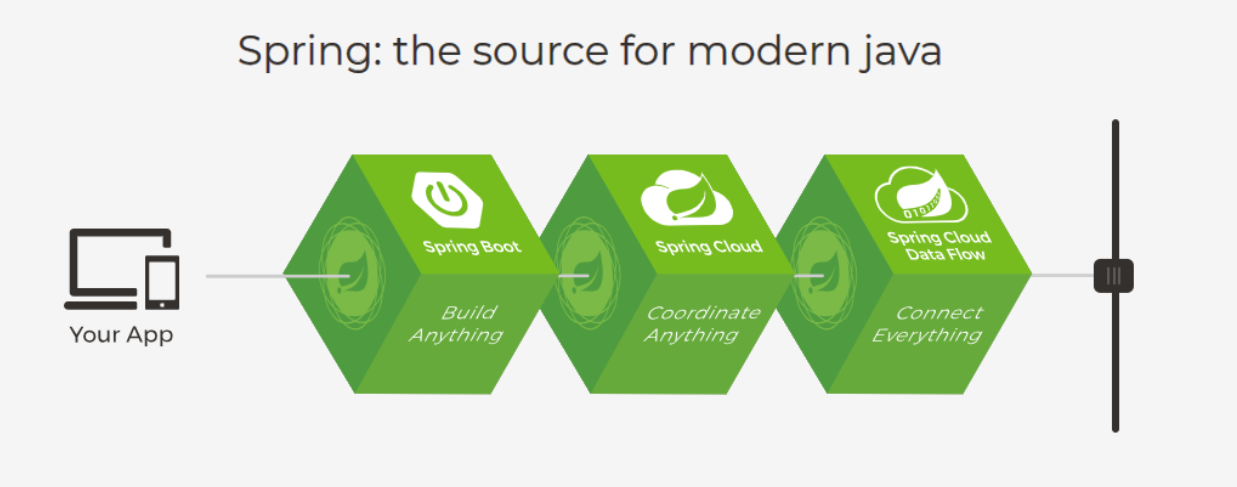 Spring: the source for modern java
Your App
Spring Boot
Build
Anything
Spring Cloud
Coordinate
Anything
Spring Cloud
Data Flow
Connect
Everything